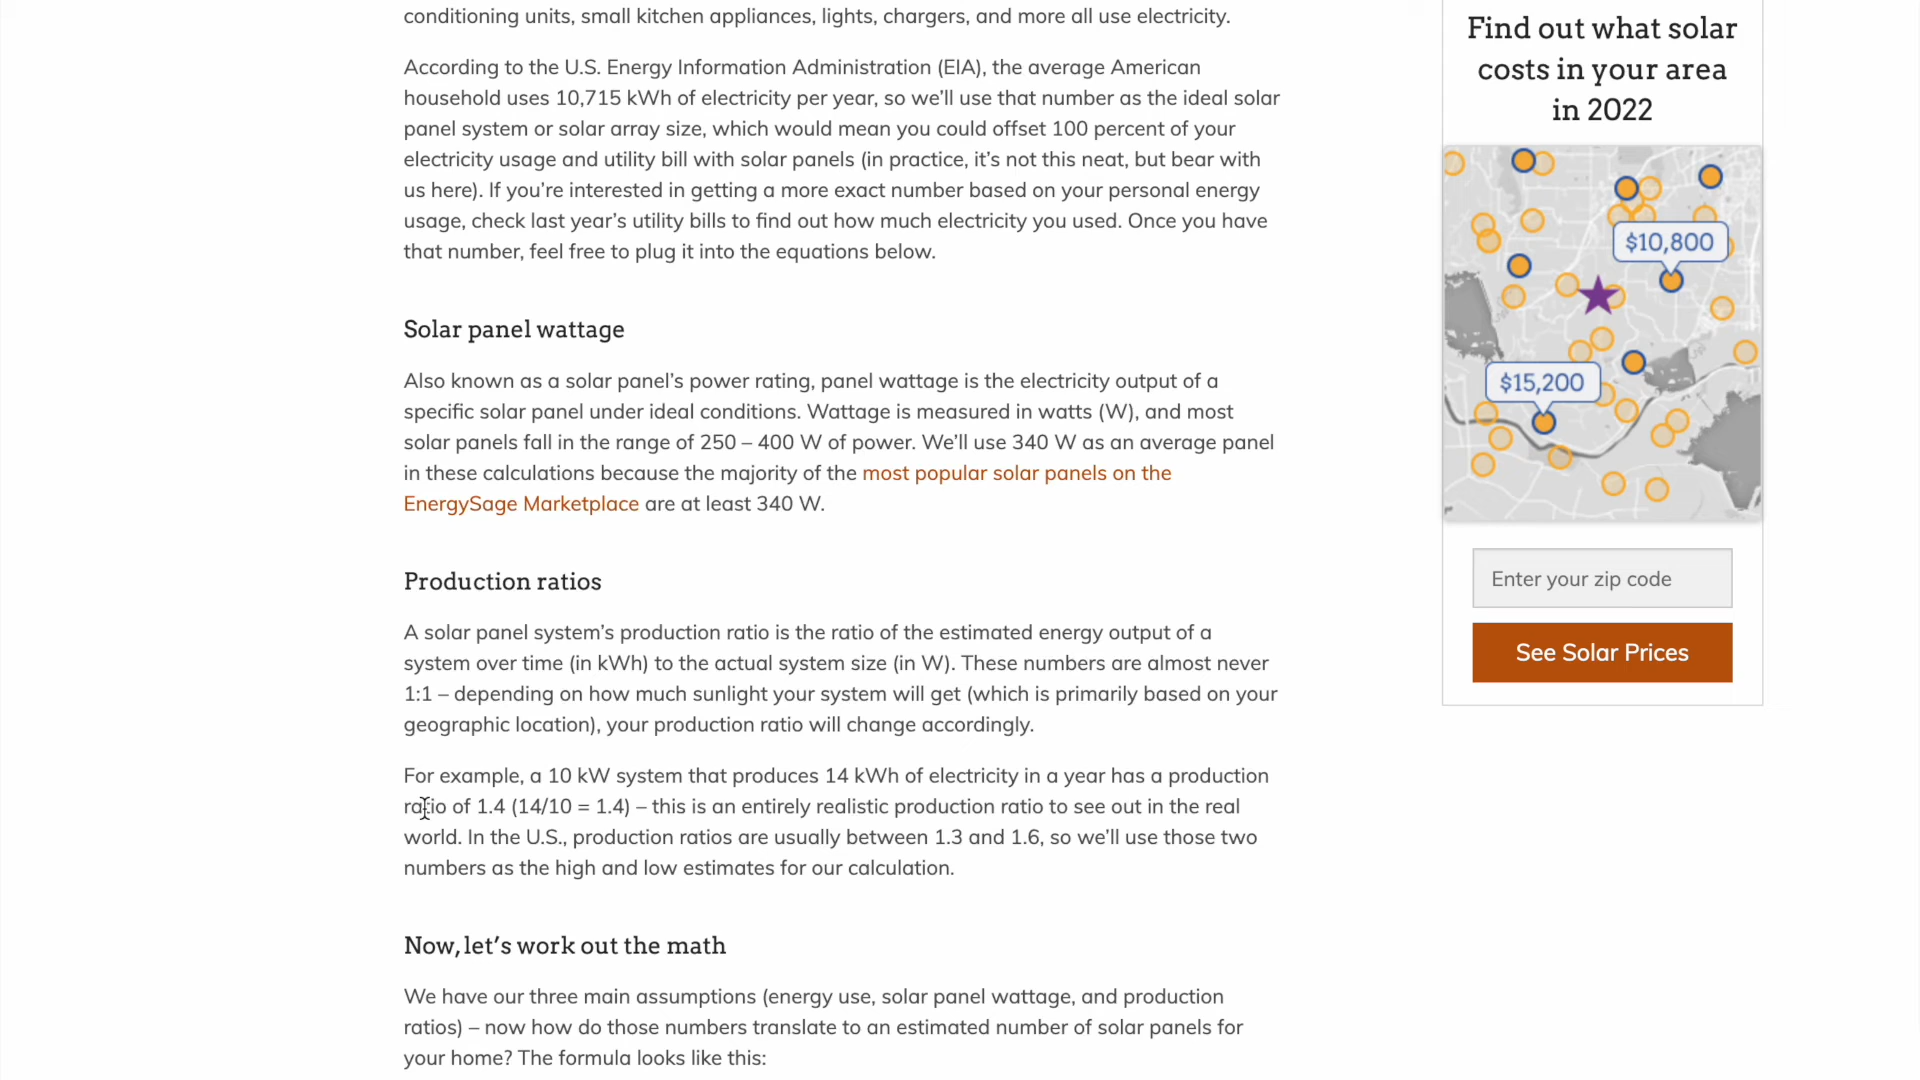 conditioning units, small kitchen appliances, lights, chargers, and more all use electricity.
According to the U.S. Energy Information Administration (EIA), the average American
household uses 10,715 kWh of electricity per year, so we’ll use that number as the ideal solar
panel system or solar array size, which would mean you could offset 100 percent of your
electricity usage and utility bill with solar panels (in practice, it’s not this neat, but bear with
us here). If you’re interested in getting a more exact number based on your personal energy
usage, check last year’s utility bills to find out how much electricity you used. Once you have
that number, feel free to plug it into the equations below.
Solar panel wattage
Also known as a solar panel’s power rating, panel wattage is the electricity output of a
specific solar panel under ideal conditions. Wattage is measured in watts (W), and most
solar panels fall in the range of 250 – 400 W of power. We’ll use 340 W as an average panel
in these calculations because the majority of the most popular solar panels on the
EnergySage Marketplace are at least 340 W.
Production ratios
A solar panel system’s production ratio is the ratio of the estimated energy output of a
system over time (in kWh) to the actual system size (in W). These numbers are almost never
1:1 – depending on how much sunlight your system will get (which is primarily based on your
geographic location), your production ratio will change accordingly.
For example, a 10 kW system that produces 14 kWh of electricity in a year has a production
ratio of 1.4 (14/10 = 1.4) – this is an entirely realistic production ratio to see out in the real
world. In the U.S., production ratios are usually between 1.3 and 1.6, so we’ll use those two
numbers as the high and low estimates for our calculation.
Now, let’s work out the math
We have our three main assumptions (energy use, solar panel wattage, and production
ratios) – now how do those numbers translate to an estimated number of solar panels for
your home? The formula looks like this:
Find out what solar
costs in your area
in 2022
$10,800
$15,200
Enter your zip code
See Solar Prices